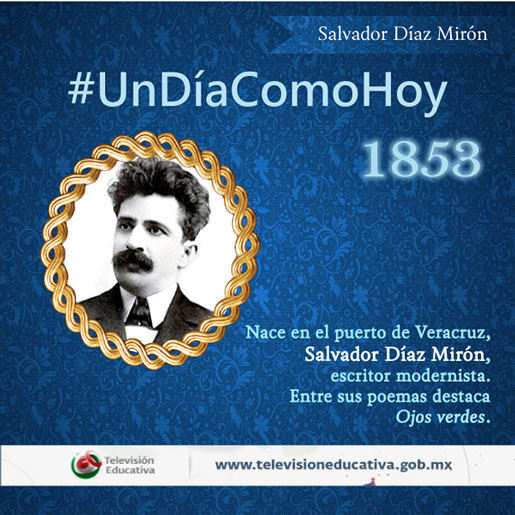 Salvador Díaz Mirón
#UnDíaComoHoy
1853
Nace en el puerto de Veracruz,
Salvador Díaz Mirón,
escritor modernista.
Entre sus poemas destaca
Ojos verdes.
Televisión
Educativa
www.televisioneducativa.gob.mx